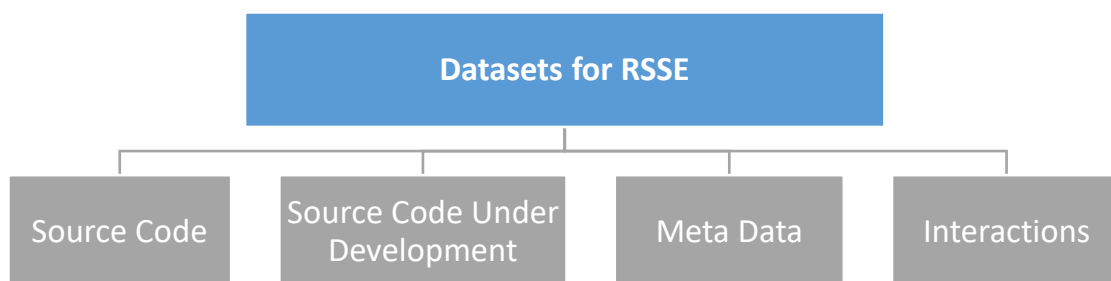 Datasets for RSSE
Source Code
Source Code Under
Development
Meta Data
Interactions